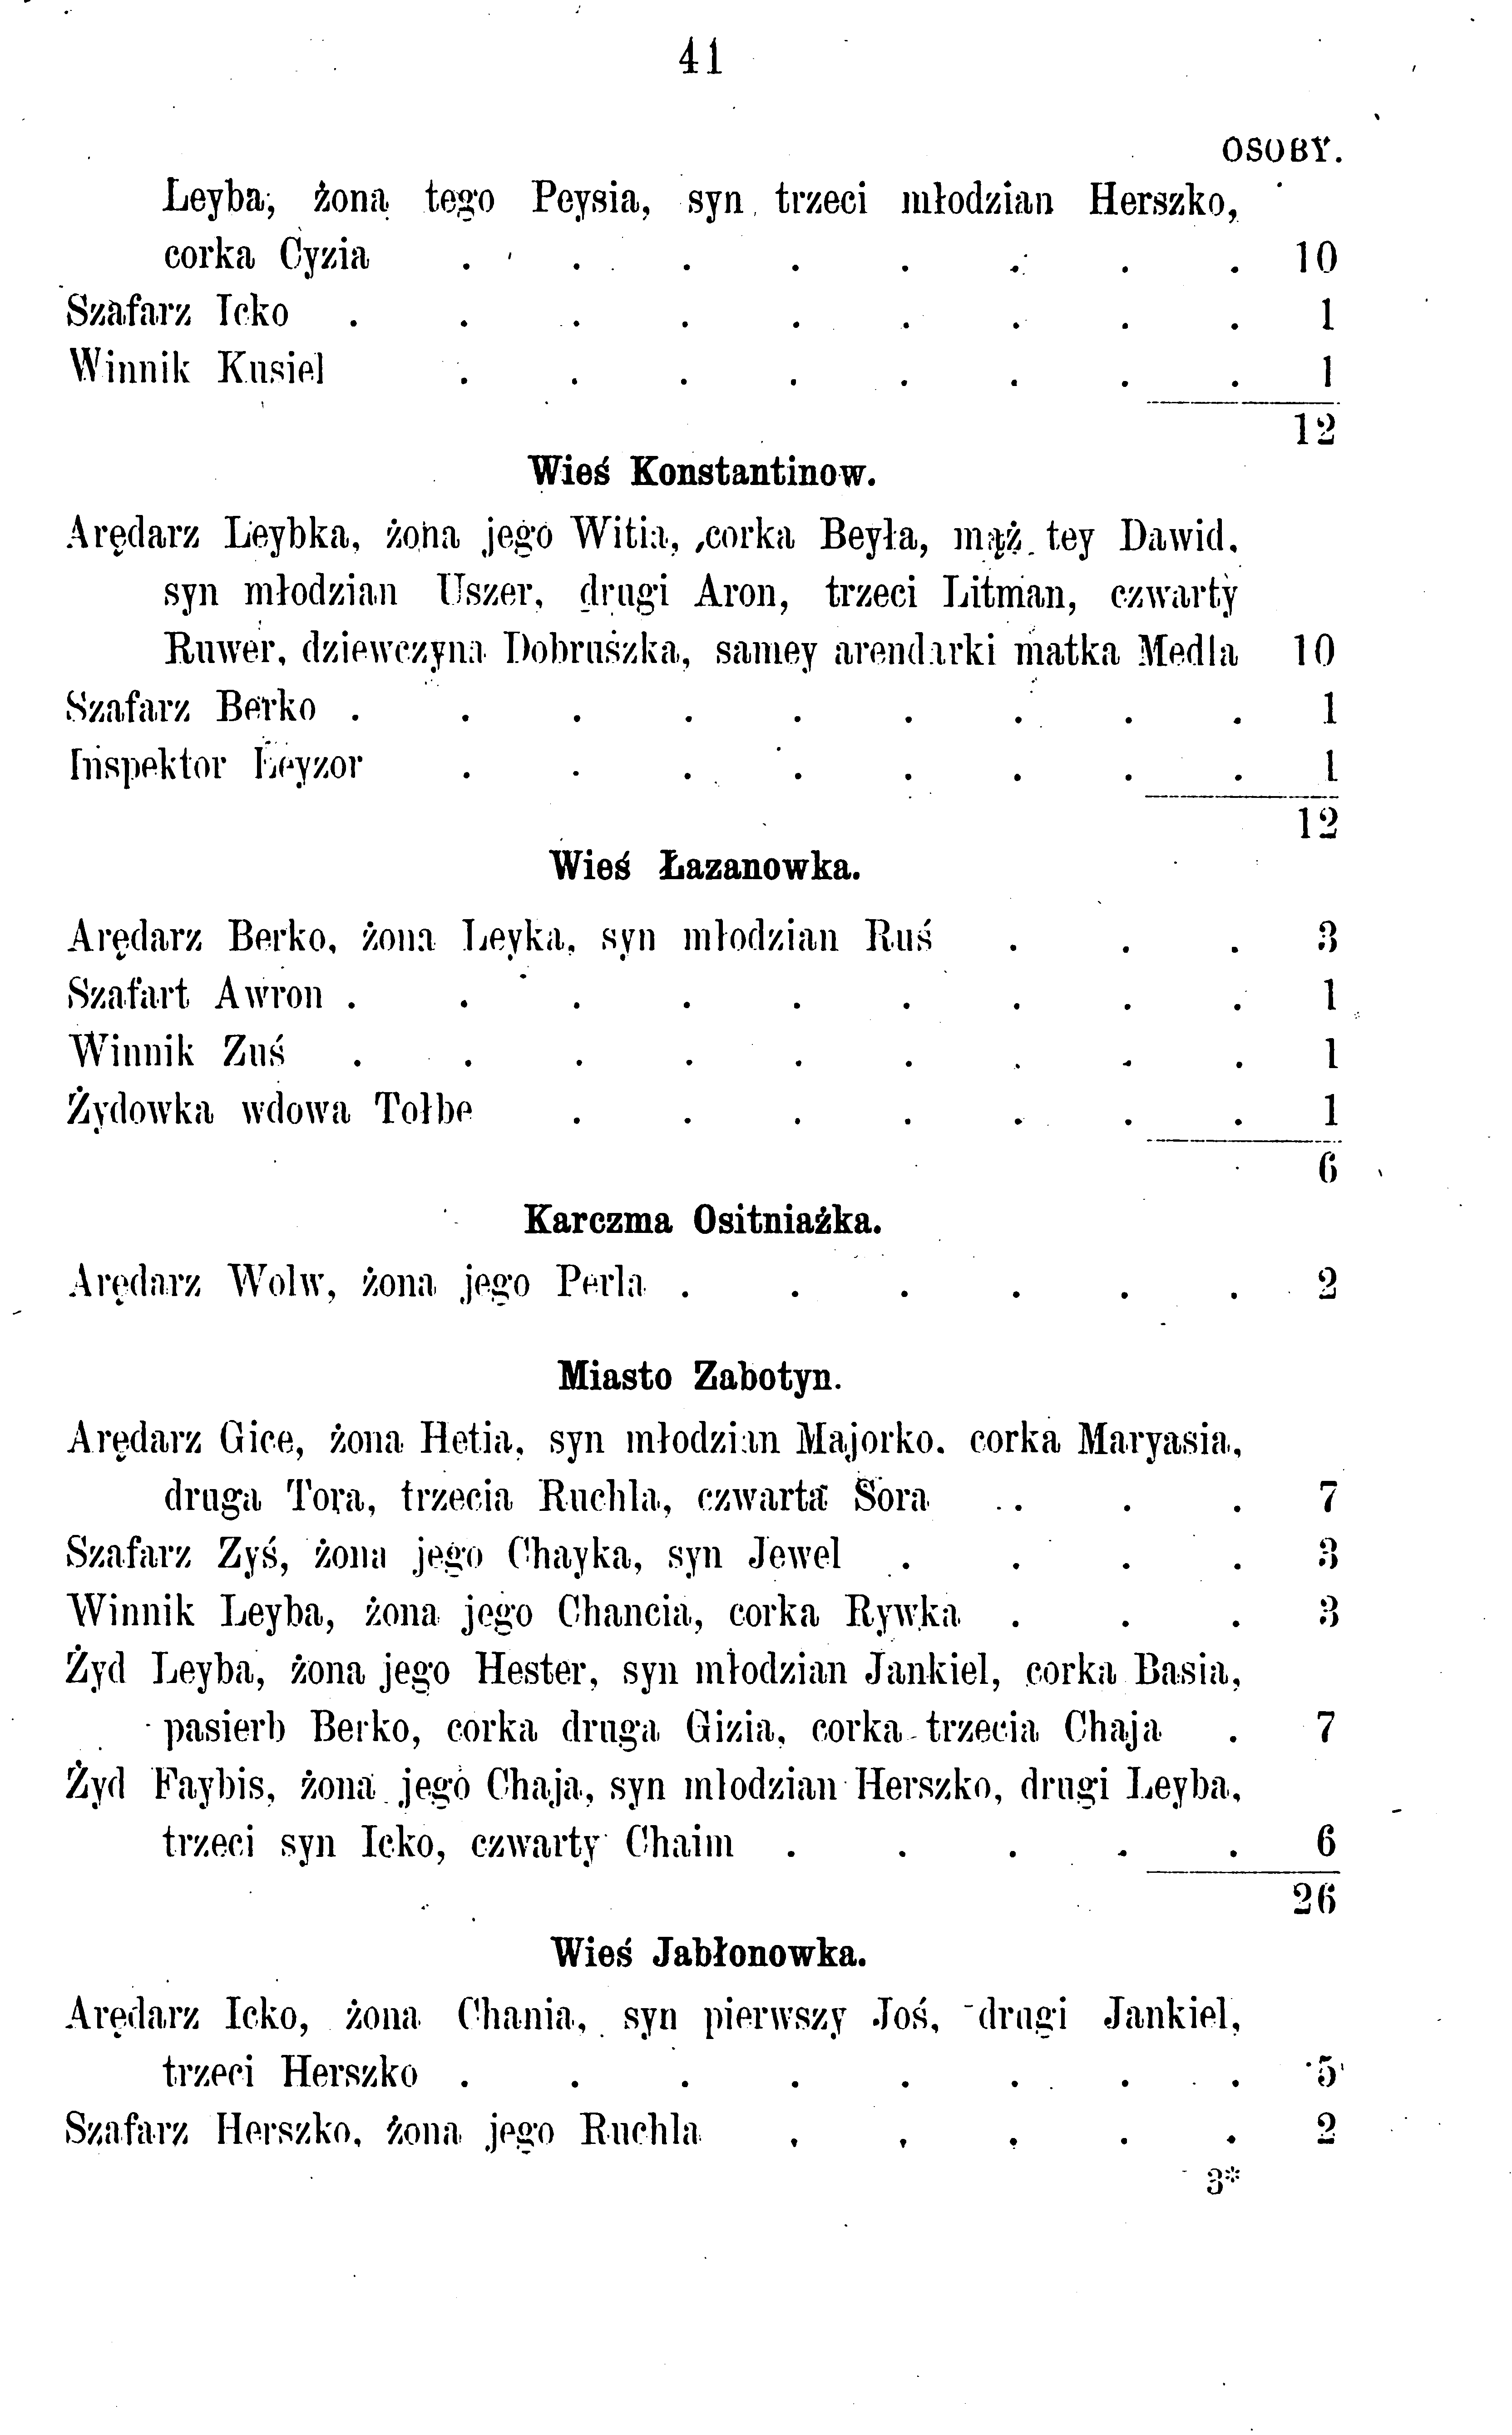 41
OSOBY.
Leyba, żona tego Peysia, syn trzeci młodzian Herszko,
corka Cyzia . . . . . . . . 10
Szafarz Icko . . . . . . . . . 1
Winnik Kusiel . . . . . . . . 1
12
Wieś Konstantinow.
Arędarz Leybka, żona jego Witia, corka Beyła, mąż tey Dawid,
syn młodzian Uszer, drugi Aron, trzeci Litman, czwarty
Ruwer, dziewczyna Dobruszka, samey arendarki matka Medla 10
Szafarz Berko . . . . . . . . . 1
Inspektor Leyzor . . . . . . . . 1
12
Wieś Łazanowka.
Arędarz Berko, żona Leyka, syn młodzian Ruś . . . 3
Szafart Awron . . . . . . . . . 1
Winnik Zuś . . . . . . . . . 1
Żydowka wdowa Tołbe . . . . . . . 1
6
Karczma Ositniażka.
Arędarz Wolw, żona jego Perla . . . . . . 2
Miasto Zabotyn.
Arędarz Gice, żona Hetia, syn młodzian Majorko, corka Maryasia,
druga Tora, trzecia Ruchla, czwarta Sora . . . 7
Szafarz Zyś, żona jego Chayka, syn Jewel . . . . 3
Winnik Leyba, żona jego Chancia, corka Rywka . . . 3
Żyd Leyba, żona jego Hester, syn młodzian Jankiel, corka Basia,
pasierb Berko, corka druga Gizia, corka trzecia Chaja . 7
Żyd Faybis, żona jego Chaja, syn mlodzian Herszko, drugi Leyba,
trzeci syn Icko, czwarty Chaim . . . . . 6
26
Wieś Jabłonowka.
Arędarz Icko, żona Chania, syn pierwszy Joś, drugi Jankiel,
trzeci Herszko . . . . . . . . 5
Szafarz Herszko, żona jego Ruchla . . . . . 2
3*